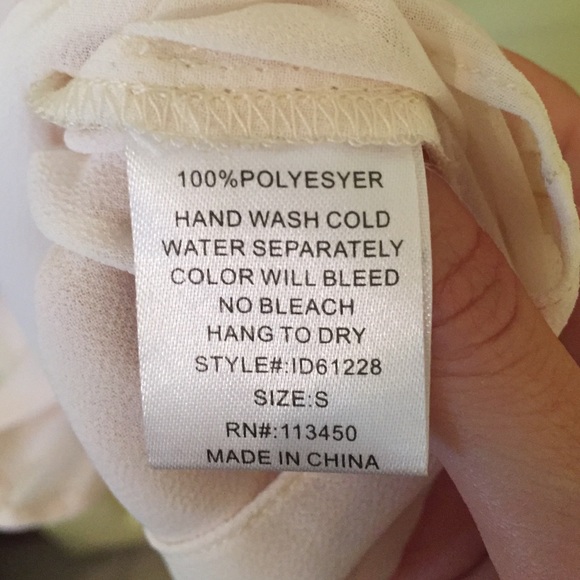 100%POLYESYER
HAND WASH COLD
WATER SEPARATELY
COLOR WILL BLEED
NO BLEACH
HANG TO DRY
STYLE#:ID61228
SIZE:S
RN#:113450
MADE IN CHINA